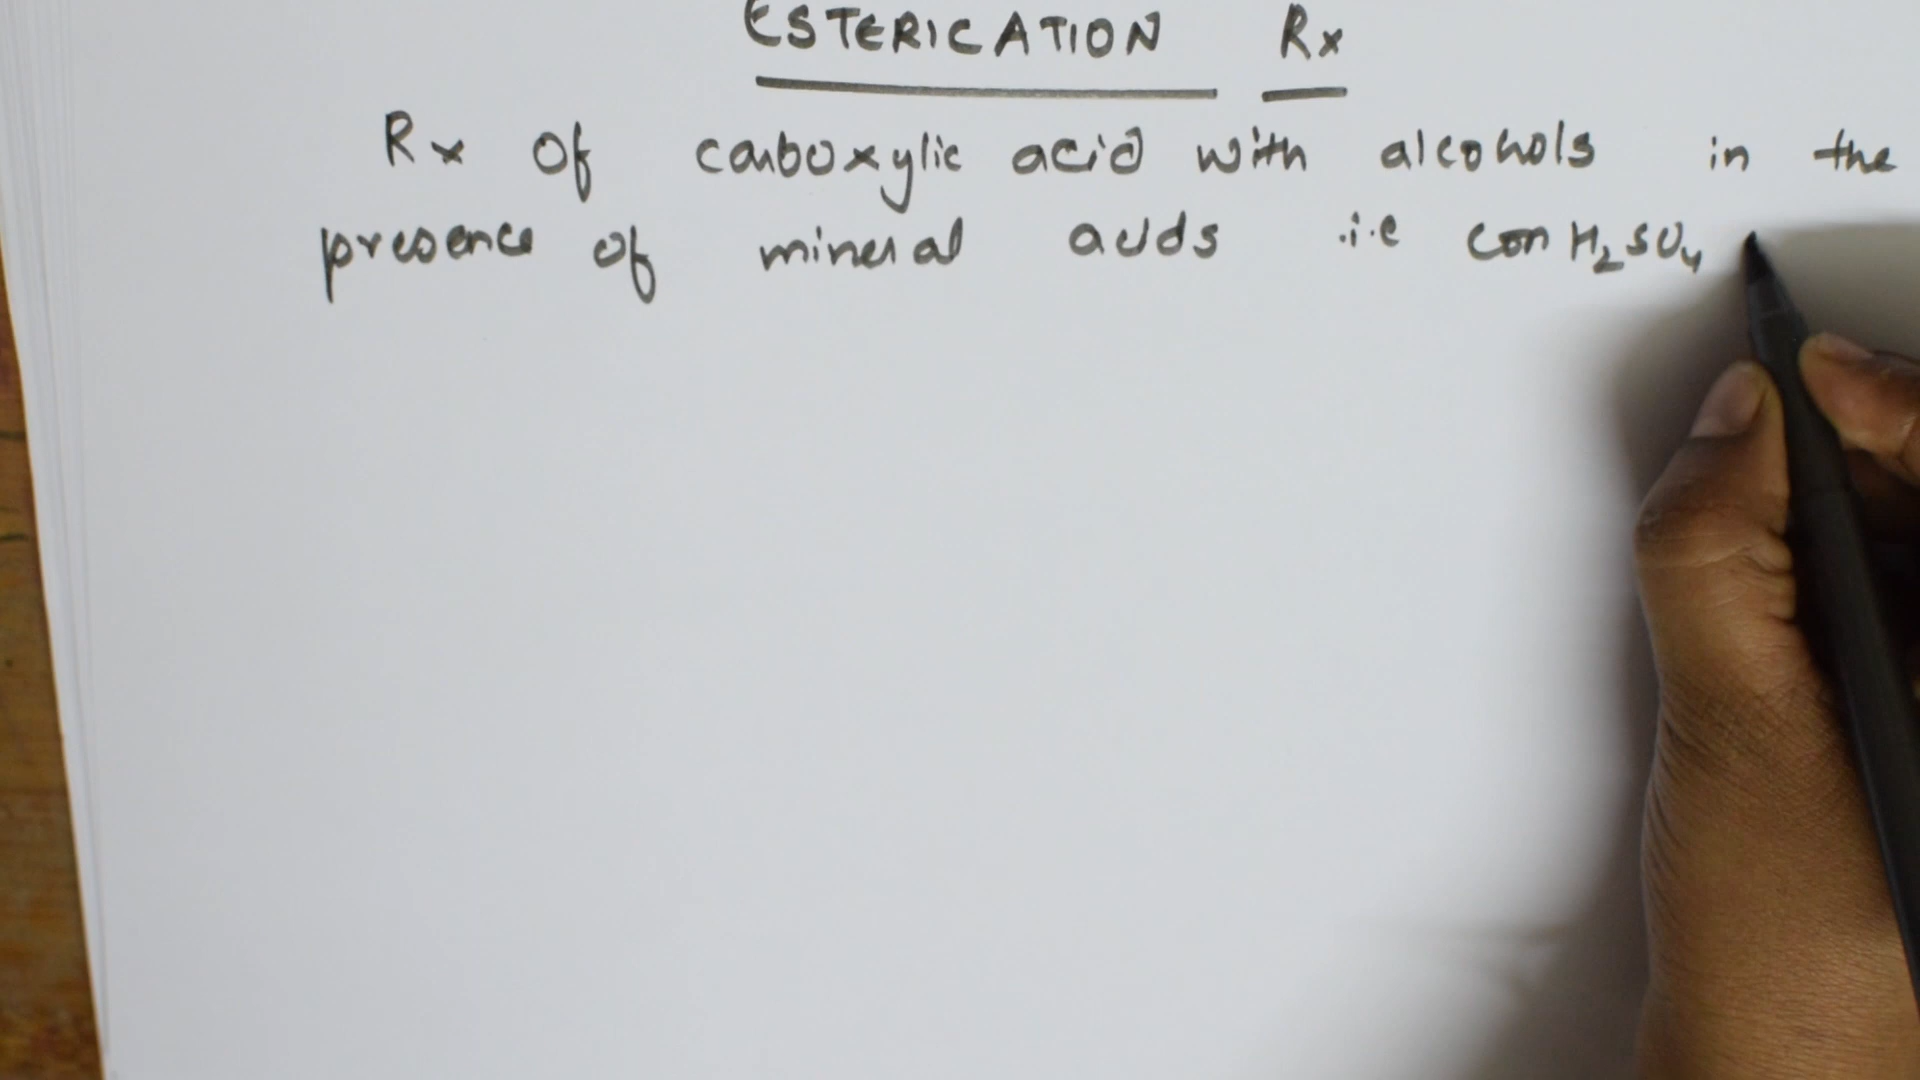 ESTERICATION Rx
Rx of carboxylic acid with alcohols in the
presence of mineral acids .i.e con H₂SO₄